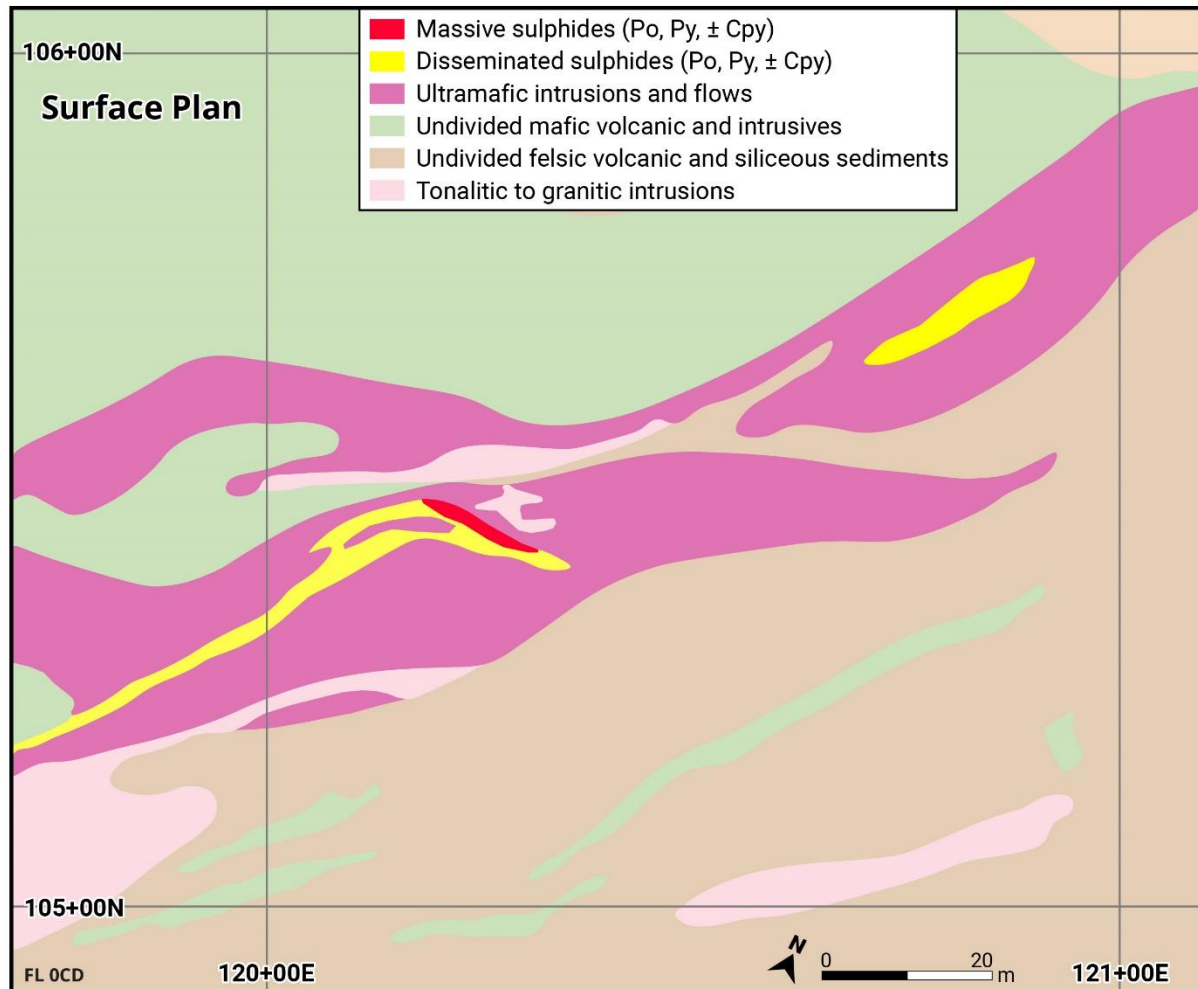 Massive sulphides (Po, Py, ± Cpy)
Disseminated sulphides (Po, Py, ± Cpy)
Ultramafic intrusions and flows
Undivided mafic volcanic and intrusives
Undivided felsic volcanic and siliceous sediments
Tonalitic to granitic intrusions
106+00N
Surface Plan
105+00N
FL 0CD
120+00E
N
0 20
m
121+00E